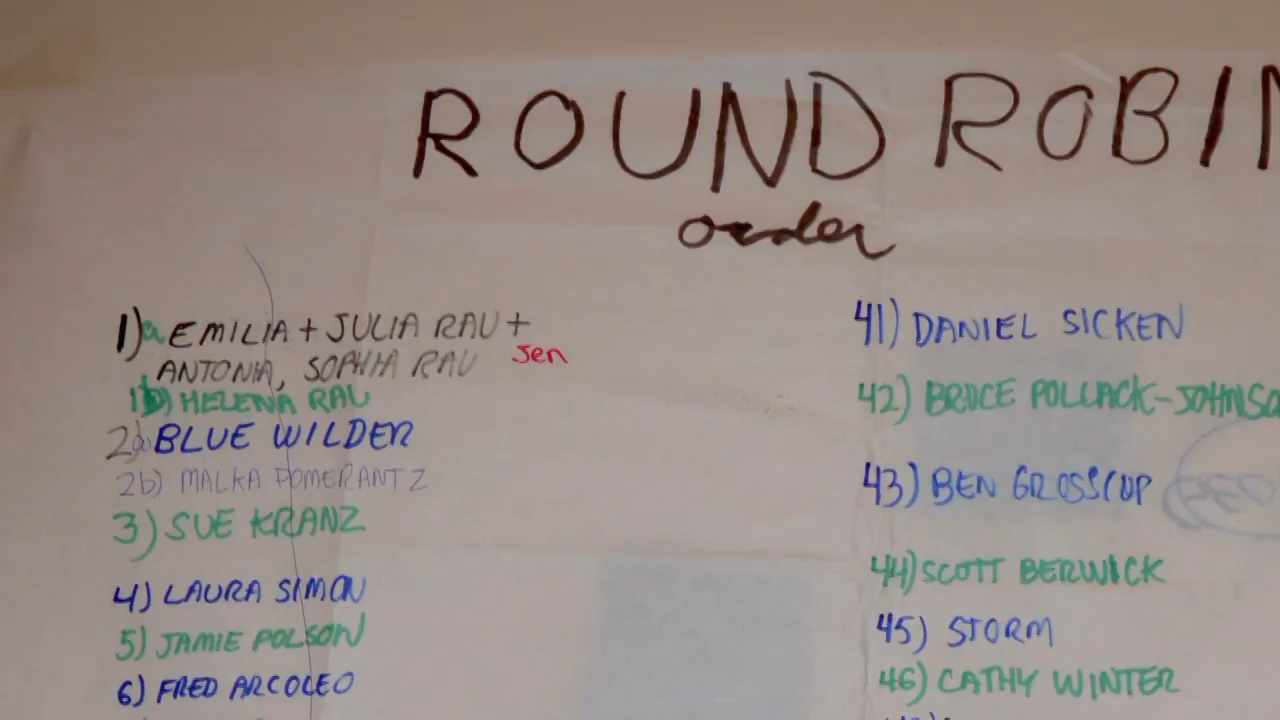 ROUND ROBIN
order
1)a EMILIA + JULIA RAU +
ANTONIA, SOPHIA RAU Jen
1b) HELENA RAU
2a) BLUE WILDER
2b) MALKA POMERANTZ
3) SUE KRANZ
4) LAURA SIMON
5) JAMIE POLSON
6) FRED ARCOLEO
41) DANIEL SICKEN
42) BRUCE POLLACK-JOHNSO
43) BEN GROSSCUP
44) SCOTT BERWICK
45) STORM
46) CATHY WINTER